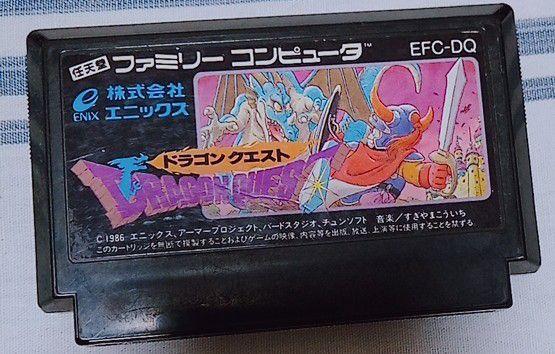 任天堂 ファミリー コンピュータ™ EFC-DQ
e ENIX 株式会社 エニックス
ドラゴン クエスト
DRAGON QUEST
C 1986 エニックス、アーマープロジェクト、バードスタジオ、チュンソフト 音楽/すぎやまこういち
このカートリッジを無断で複製することおよびゲームの映像、内容等を出版、放送、上演等に使用することを禁ずる